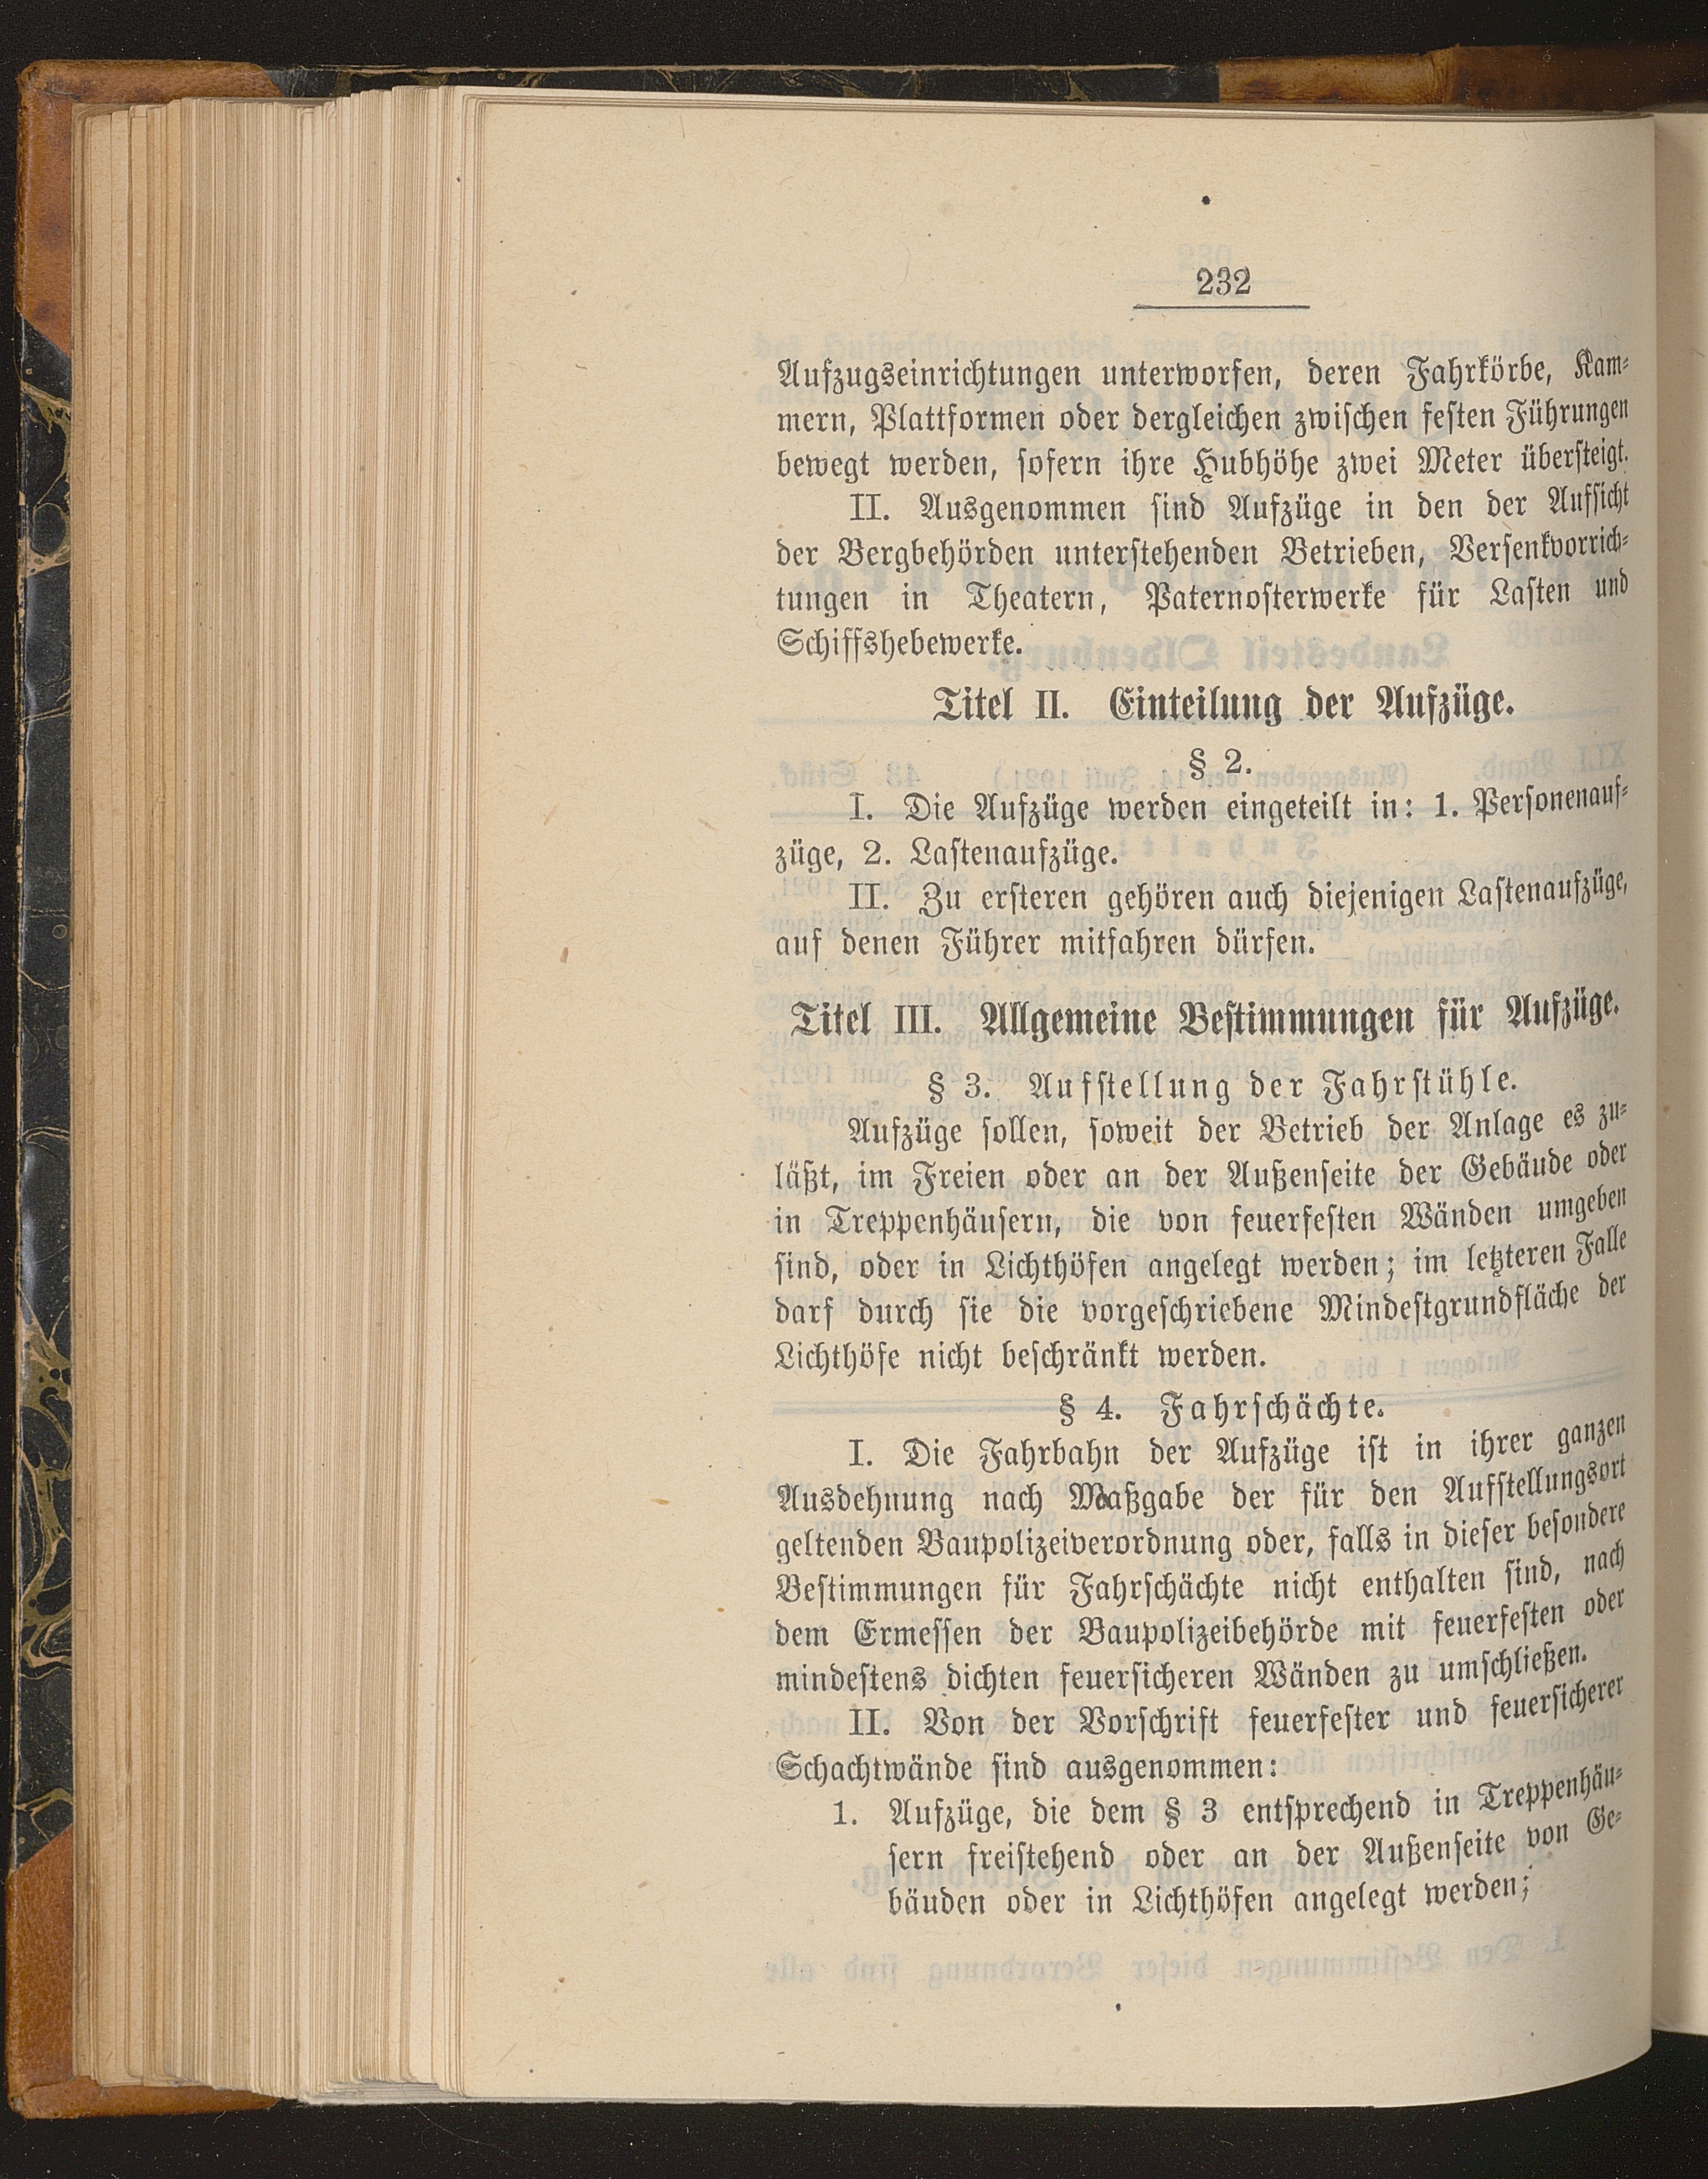 232
Aufzugseinrichtungen unterworfen, deren Fahrkörbe, Kam-
mern, Plattformen oder dergleichen zwischen festen Führungen
bewegt werden, sofern ihre Hubhöhe zwei Meter übersteigt.
II. Ausgenommen sind Aufzüge in den der Aufsicht
der Bergbehörden unterstehenden Betrieben, Versenkvorrich-
tungen in Theatern, Paternosterwerke für Lasten und
Schiffshebewerke.
Titel II. Einteilung der Aufzüge.
§ 2.
I. Die Aufzüge werden eingeteilt in: 1. Personenauf-
züge, 2. Lastenaufzüge.
II. Zu ersteren gehören auch diejenigen Lastenaufzüge,
auf denen Führer mitfahren dürfen.
Titel III. Allgemeine Bestimmungen für Aufzüge.
§ 3. Aufstellung der Fahrstühle.
Aufzüge sollen, soweit der Betrieb der Anlage es zu-
läßt, im Freien oder an der Außenseite der Gebäude oder
in Treppenhäusern, die von feuerfesten Wänden umgeben
sind, oder in Lichthöfen angelegt werden; im letzteren Falle
darf durch sie die vorgeschriebene Mindestgrundfläche der
Lichthöfe nicht beschränkt werden.
§ 4. Fahrschächte.
I. Die Fahrbahn der Aufzüge ist in ihrer ganzen
Ausdehnung nach Maßgabe der für den Aufstellungsort
geltenden Baupolizeiverordnung oder, falls in dieser besondere
Bestimmungen für Fahrschächte nicht enthalten sind, nach
dem Ermessen der Baupolizeibehörde mit feuerfesten oder
mindestens dichten feuersicheren Wänden zu umschließen.
II. Von der Vorschrift feuerfester und feuersicherer
Schachtwände sind ausgenommen:
1. Aufzüge, die dem § 3 entsprechend in Treppenhäu-
sern freistehend oder an der Außenseite von Ge-
bäuden oder in Lichthöfen angelegt werden;